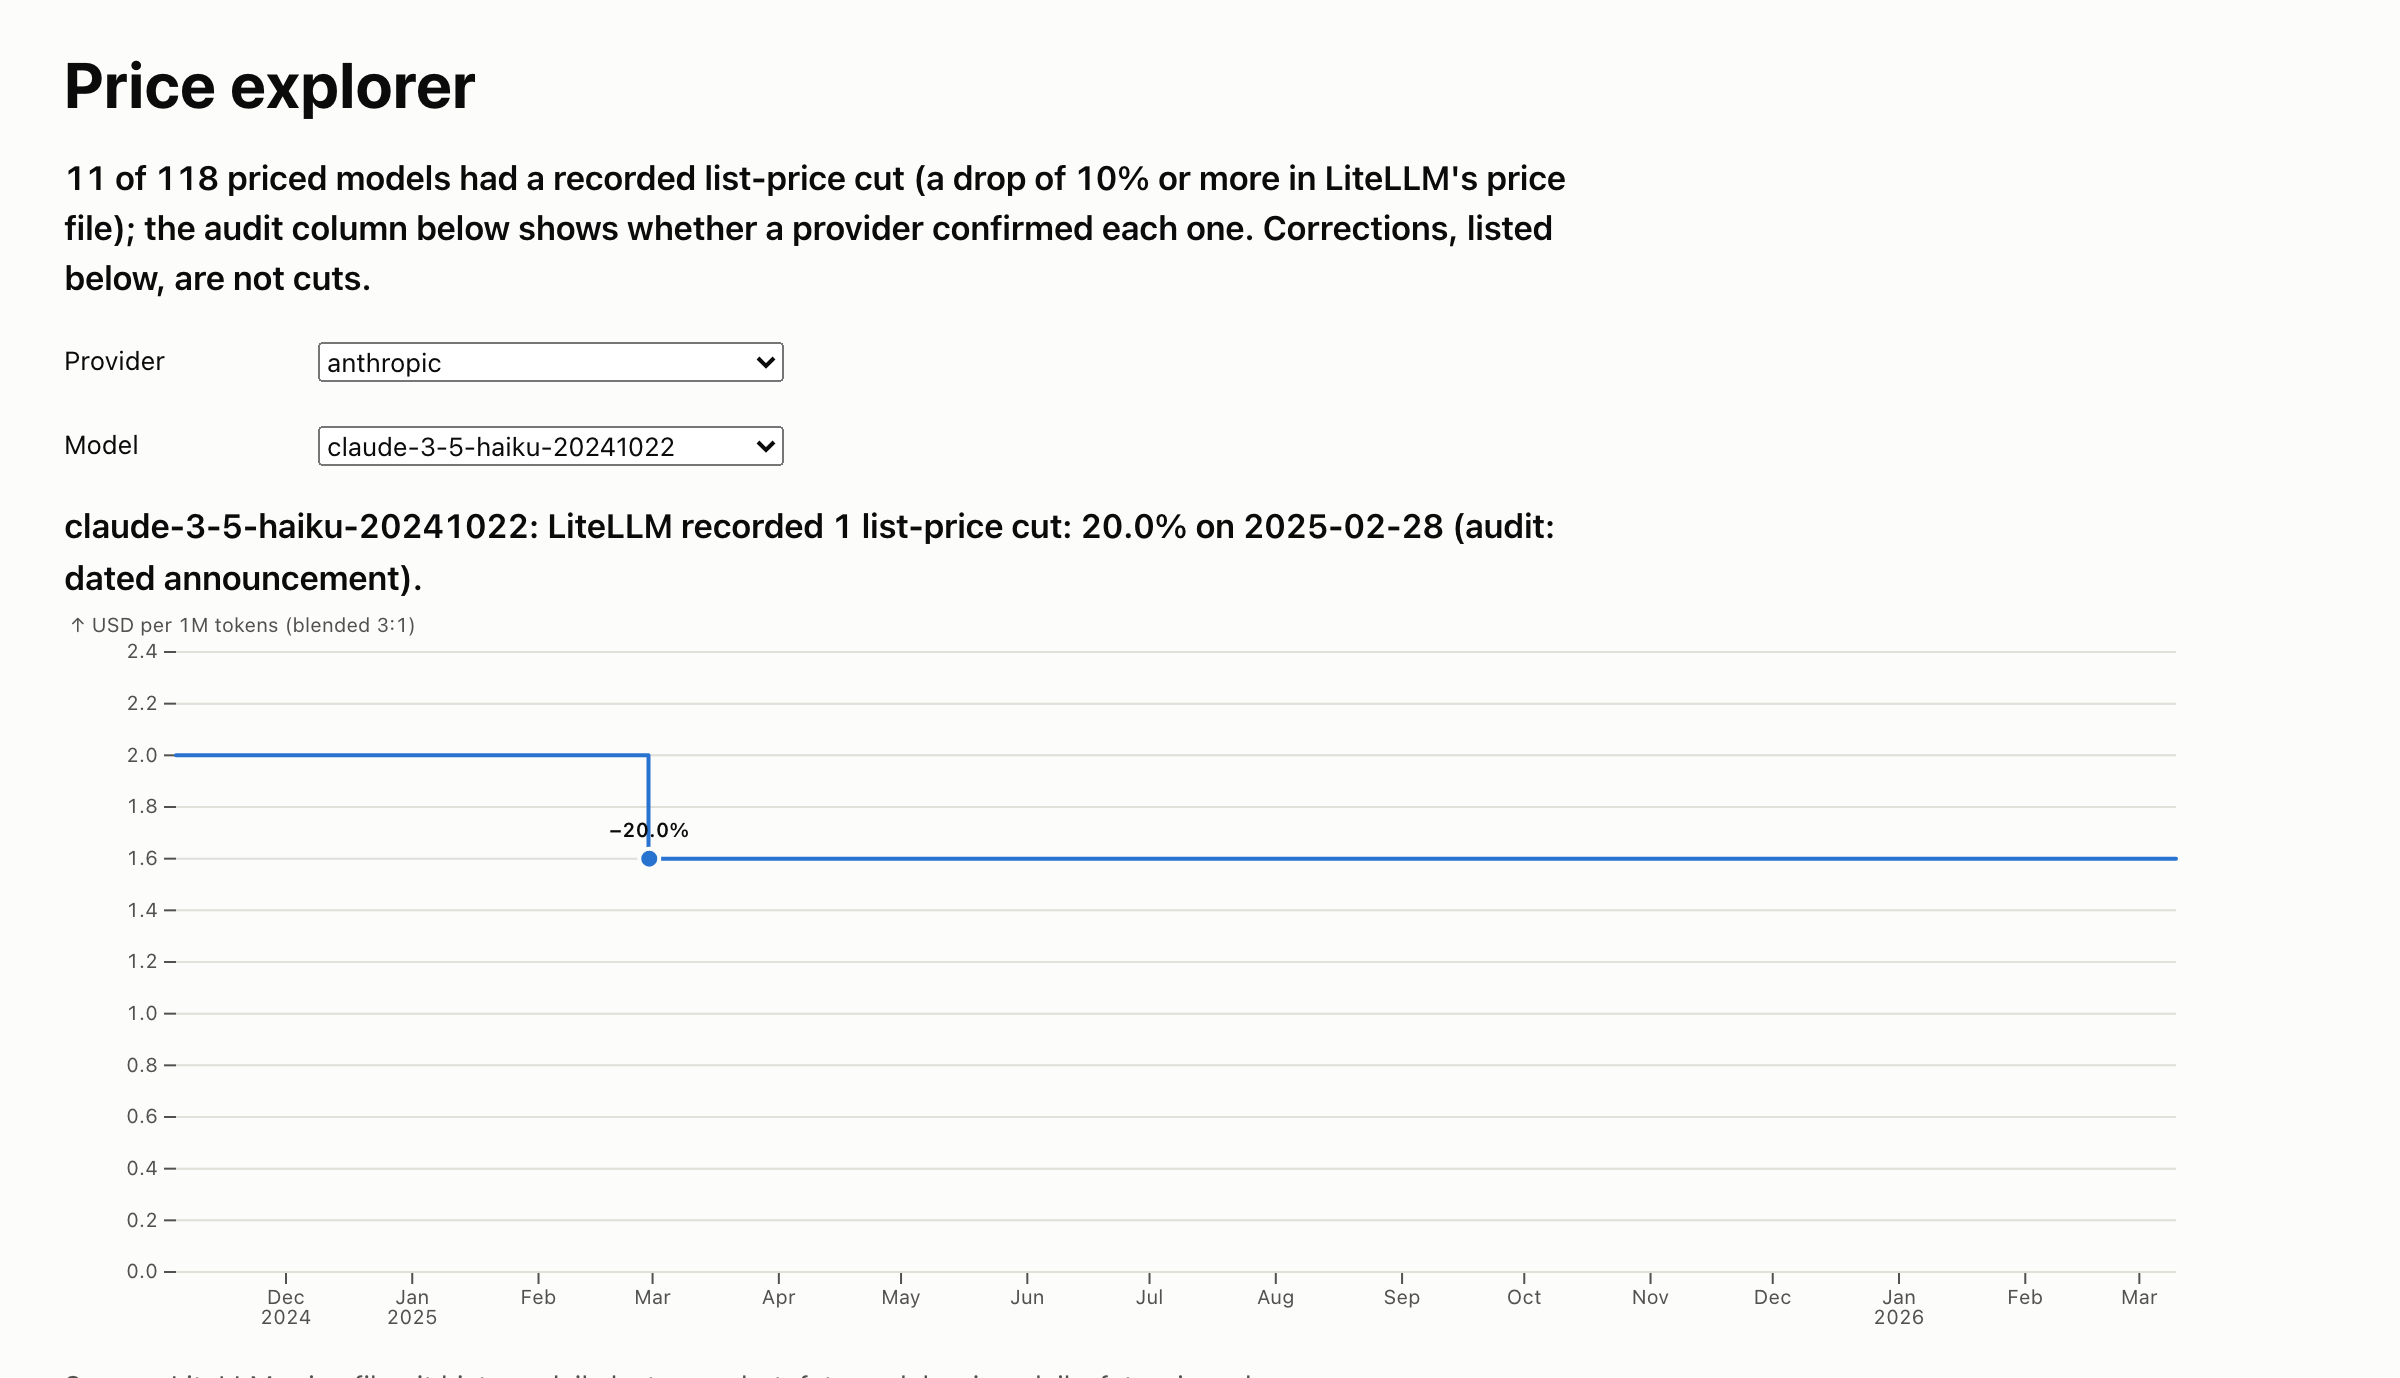 Price explorer
11 of 118 priced models had a recorded list-price cut (a drop of 10% or more in LiteLLM's price
file); the audit column below shows whether a provider confirmed each one. Corrections, listed
below, are not cuts.
Provider
anthropic
Model
claude-3-5-haiku-20241022
claude-3-5-haiku-20241022: LiteLLM recorded 1 list-price cut: 20.0% on 2025-02-28 (audit:
dated announcement).
↑ USD per 1M tokens (blended 3:1)
2.4
2.2
2.0
1.8
−20.0%
1.6
1.4
1.2
1.0
0.8
0.6
0.4
0.2
0.0
Dec Jan Feb Mar Apr May Jun Jul Aug Sep Oct Nov Dec Jan Feb Mar
2024 2025 2026